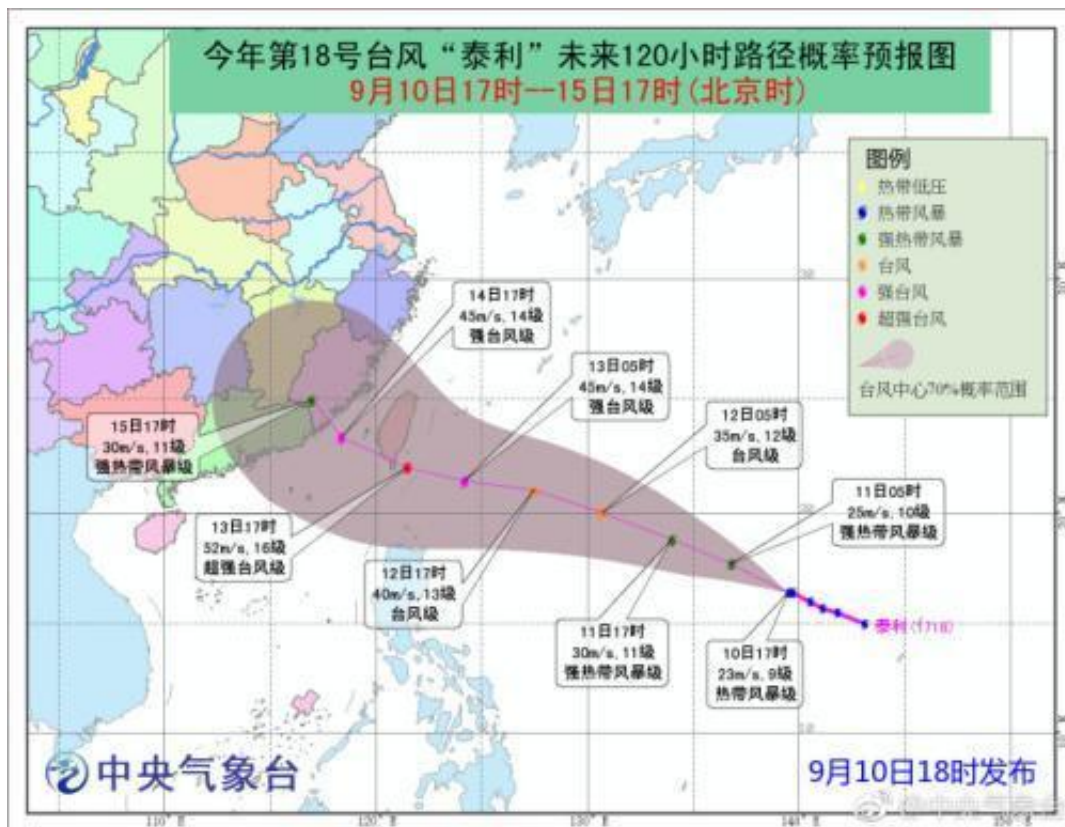 今年第18号台风“泰利”未来120小时路径概率预报图
9月10日17时--15日17时(北京时)
图例
热带低压
热带风暴
强热带风暴
台风
强台风
超强台风
台风中心70%概率范围
14日17时
45m/s,14级
强台风级
13日05时
45m/s,14级
强台风级
12日05时
35m/s,12级
台风级
11日05时
25m/s,10级
强热带风暴级
15日17时
30m/s,11级
强热带风暴级
13日17时
52m/s,16级
超强台风级
12日17时
40m/s,13级
台风级
11日17时
30m/s,11级
强热带风暴级
10日17时
23m/s,9级
热带风暴级
泰利(1718)
中央气象台
9月10日18时发布
@中央气象台
110°E
120°E
130°E
140°E
150°E